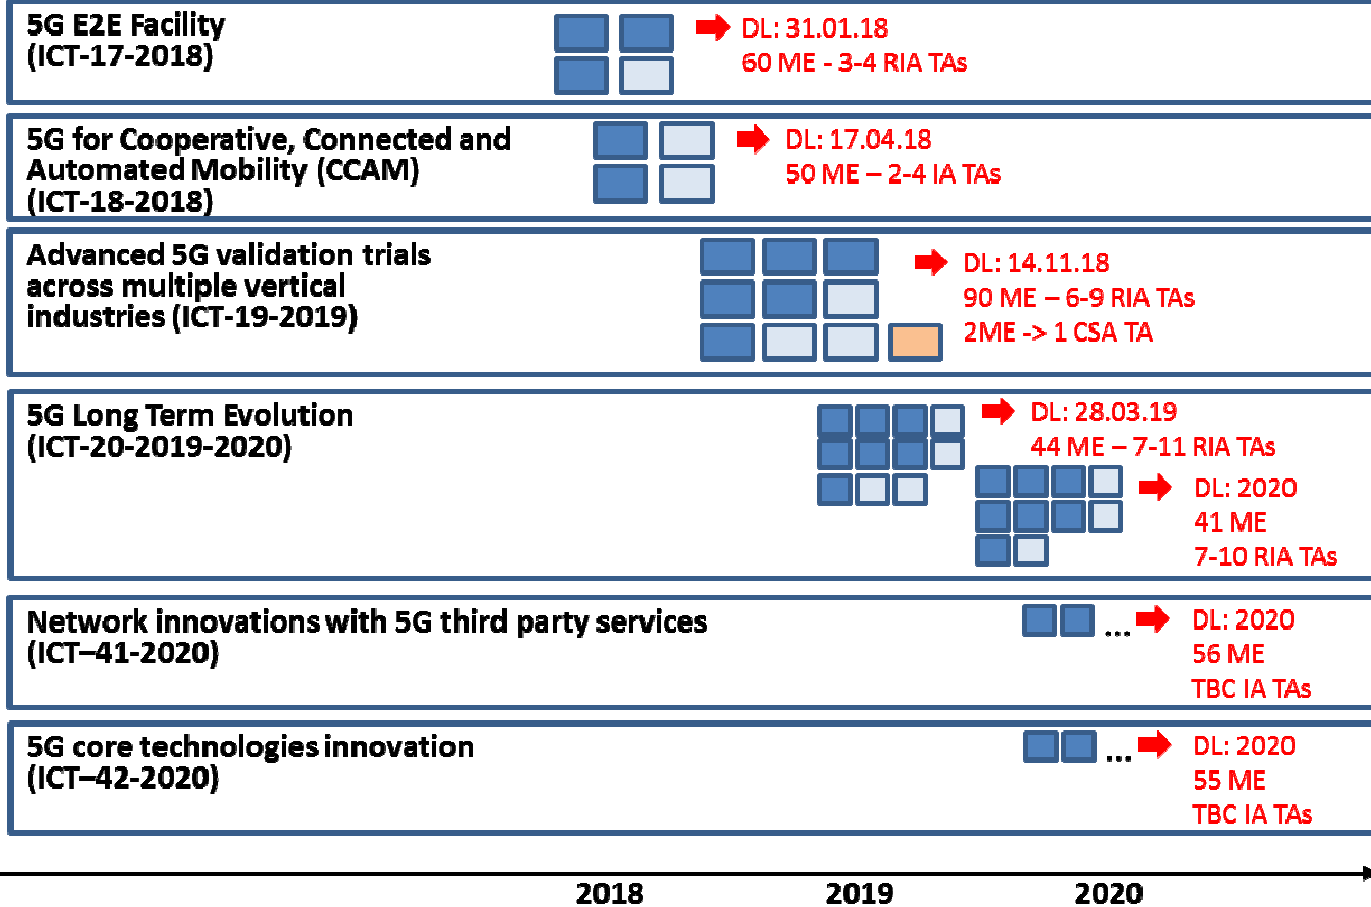 5G E2E Facility
(ICT-17-2018)
DL: 31.01.18
60 ME - 3-4 RIA TAs
5G for Cooperative, Connected and
Automated Mobility (CCAM)
(ICT-18-2018)
DL: 17.04.18
50 ME – 2-4 IA TAs
Advanced 5G validation trials
across multiple vertical
industries (ICT-19-2019)
DL: 14.11.18
90 ME – 6-9 RIA TAs
2ME -> 1 CSA TA
5G Long Term Evolution
(ICT-20-2019-2020)
DL: 28.03.19
44 ME – 7-11 RIA TAs
DL: 2020
41 ME
7-10 RIA TAs
Network innovations with 5G third party services
(ICT–41-2020)
...
DL: 2020
56 ME
TBC IA TAs
5G core technologies innovation
(ICT–42-2020)
...
DL: 2020
55 ME
TBC IA TAs
2018 2019 2020